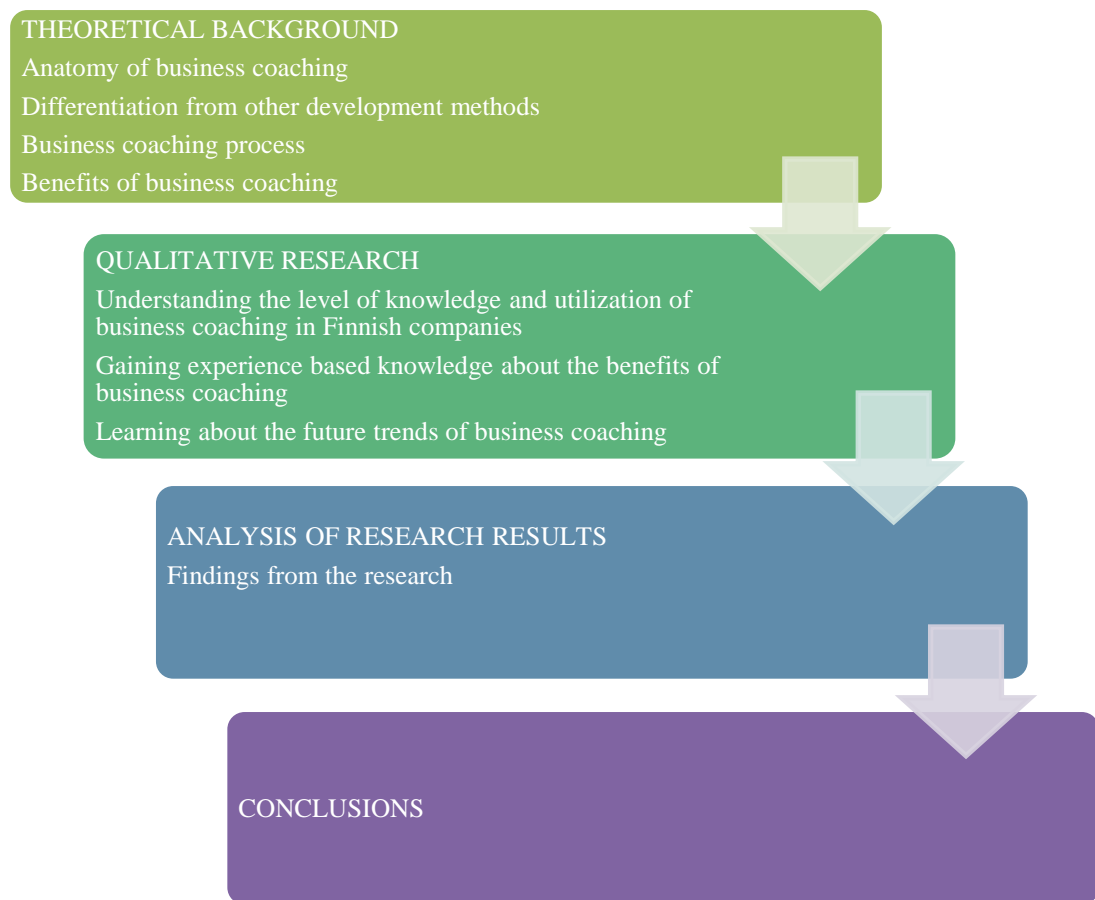 THEORETICAL BACKGROUND
Anatomy of business coaching
Differentiation from other development methods
Business coaching process
Benefits of business coaching
QUALITATIVE RESEARCH
Understanding the level of knowledge and utilization of
business coaching in Finnish companies
Gaining experience based knowledge about the benefits of
business coaching
Learning about the future trends of business coaching
ANALYSIS OF RESEARCH RESULTS
Findings from the research
CONCLUSIONS